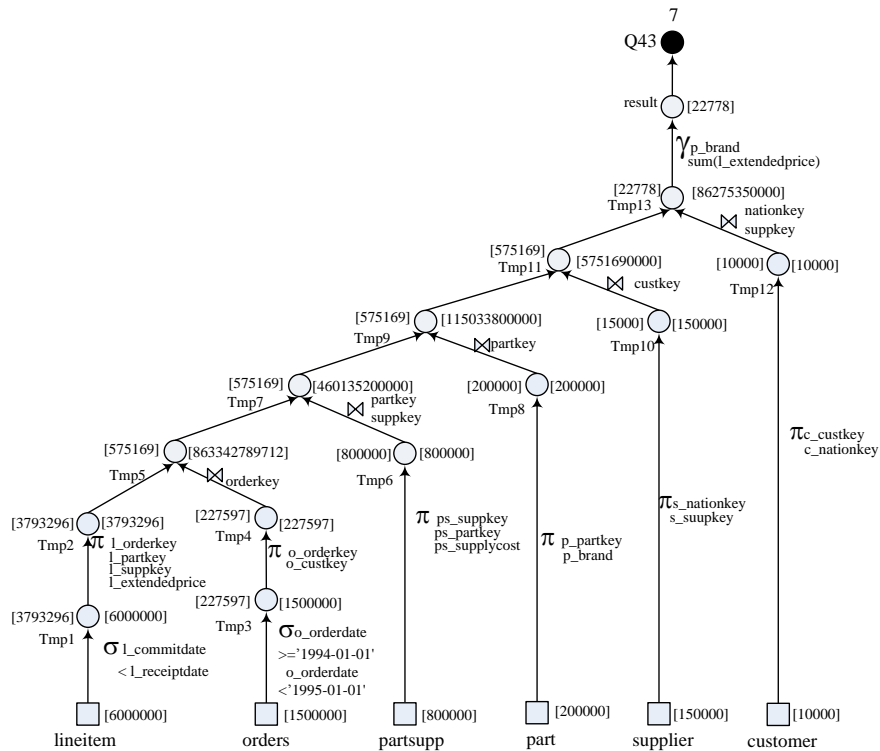 7
Q43
result
[22778]
γ p_brand
sum(l_extendedprice)
[22778]
[86275350000]
Tmp13
⋈ nationkey
suppkey
[575169]
[5751690000]
Tmp11
[10000]
[10000]
Tmp12
⋈ custkey
[575169]
[115033800000]
Tmp9
[15000]
[150000]
Tmp10
⋈ partkey
[575169]
[460135200000]
Tmp7
[200000]
[200000]
Tmp8
⋈ partkey
suppkey
[575169]
[863342789712]
Tmp5
[800000]
[800000]
Tmp6
π c_custkey
c_nationkey
⋈ orderkey
[3793296]
[3793296]
Tmp2
[227597]
[227597]
Tmp4
π l_orderkey
l_partkey
l_suppkey
l_extendedprice
π o_orderkey
o_custkey
π ps_suppkey
ps_partkey
ps_supplycost
π p_partkey
p_brand
π s_nationkey
s_suupkey
[3793296]
[6000000]
Tmp1
[227597]
[1500000]
Tmp3
σ l_commitdate
< l_receiptdate
σ o_orderdate
>='1994-01-01'
o_orderdate
<'1995-01-01'
[6000000]
[1500000]
[800000]
[200000]
[150000]
[10000]
lineitem
orders
partsupp
part
supplier
customer